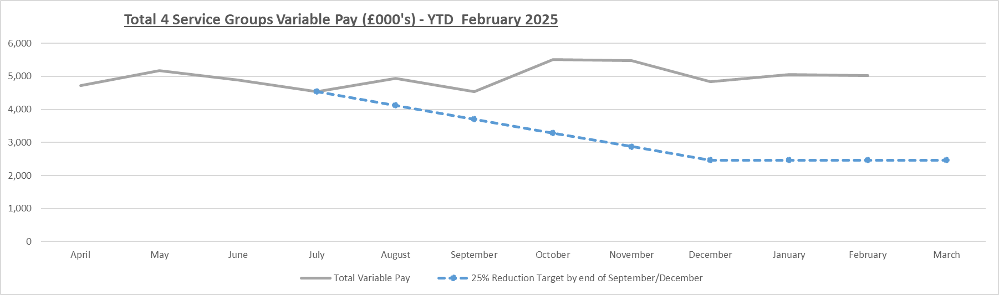 Total 4 Service Groups Variable Pay (£000's) - YTD  February 2025
6,000
5,000
4,000
3,000
2,000
1,000
0
April May June July August September October November December January February March
Total Variable Pay 25% Reduction Target by end of September/December